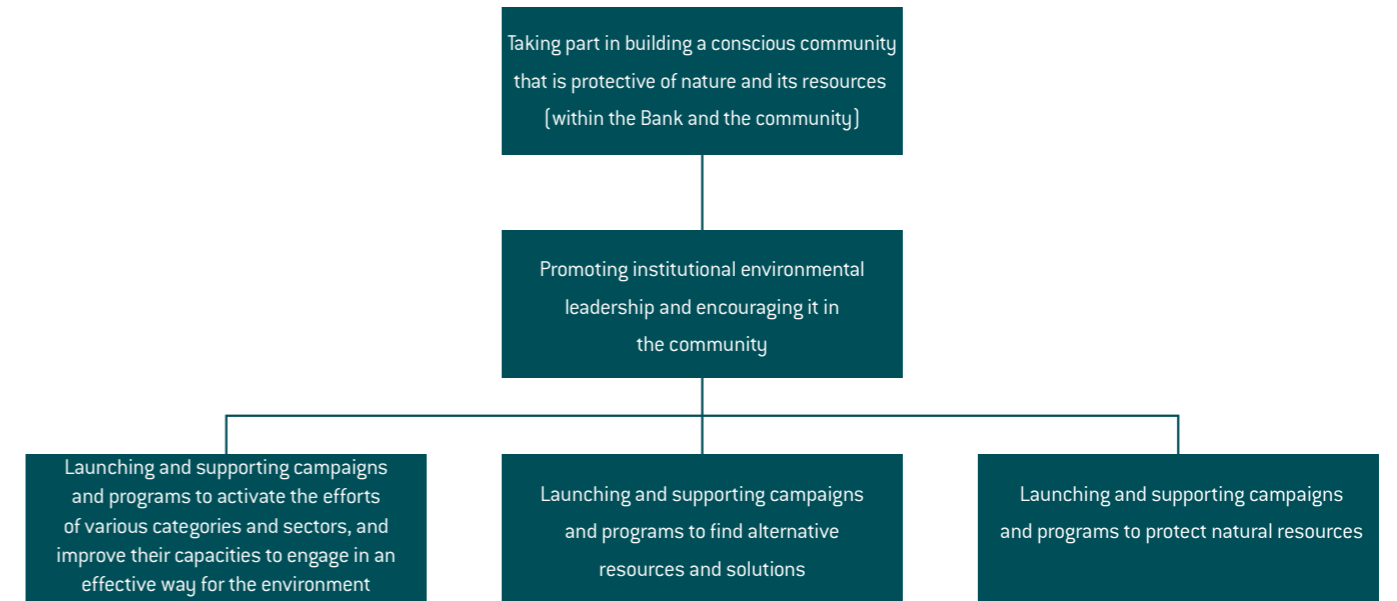 Taking part in building a conscious community
that is protective of nature and its resources
(within the Bank and the community)
Promoting institutional environmental
leadership and encouraging it in
the community
Launching and supporting campaigns
and programs to activate the efforts
of various categories and sectors, and
improve their capacities to engage in an
effective way for the environment
Launching and supporting campaigns
and programs to find alternative
resources and solutions
Launching and supporting campaigns
and programs to protect natural resources